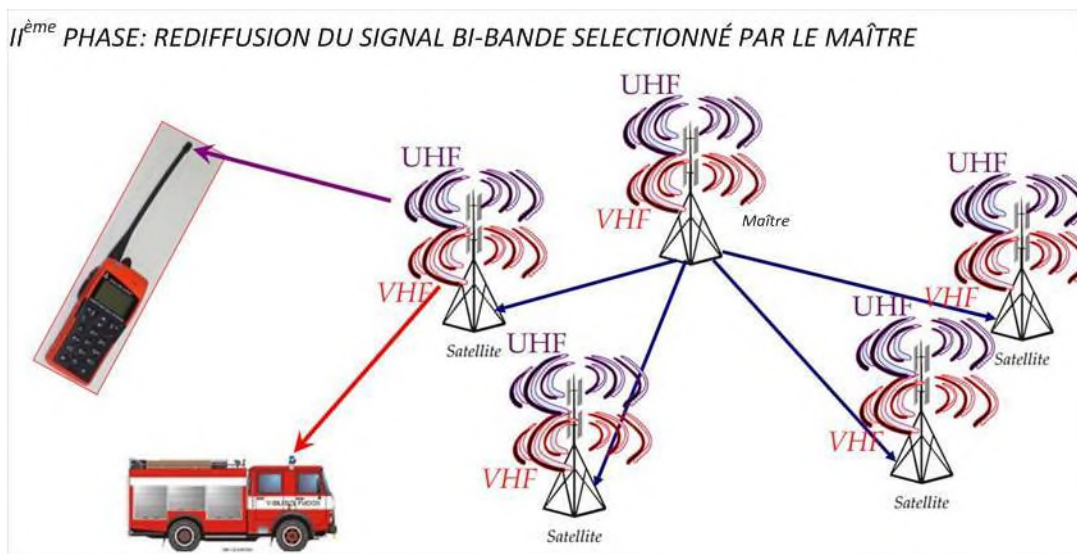 IIème PHASE: REDIFFUSION DU SIGNAL BI-BANDE SELECTIONNÉ PAR LE MAÎTRE
UHF
VHF
Maître
UHF
VHF
Satellite
UHF
VHF
Satellite
UHF
VHF
Satellite
UHF
VHF
Satellite